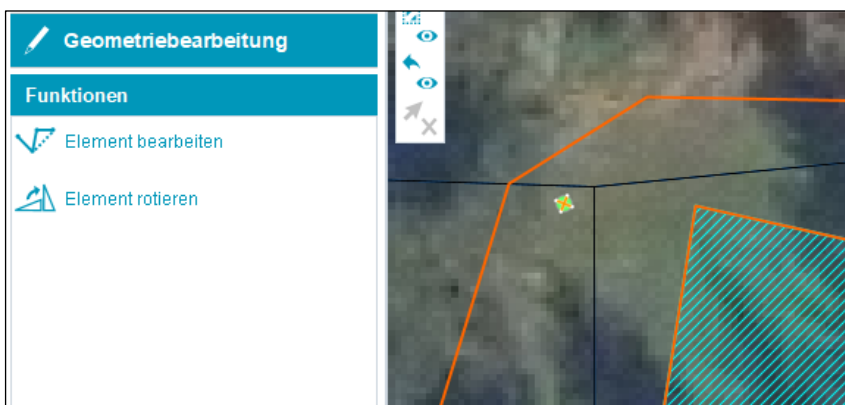 Geometriebearbeitung
Funktionen
Element bearbeiten
Element rotieren